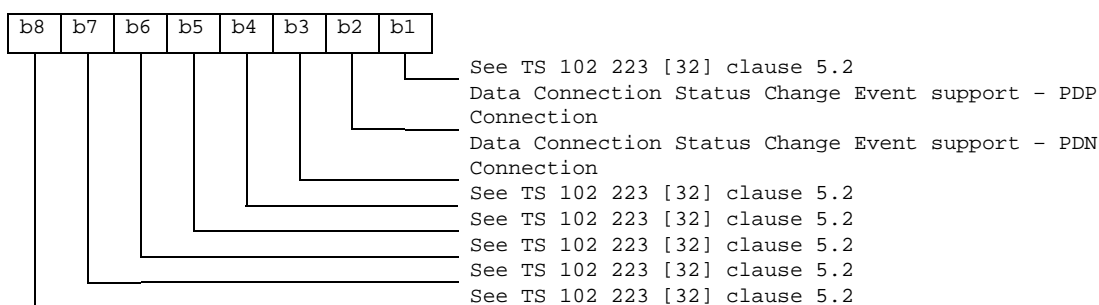 b8 b7 b6 b5 b4 b3 b2 b1
See TS 102 223 [32] clause 5.2
Data Connection Status Change Event support – PDP
Connection
Data Connection Status Change Event support – PDN
Connection
See TS 102 223 [32] clause 5.2
See TS 102 223 [32] clause 5.2
See TS 102 223 [32] clause 5.2
See TS 102 223 [32] clause 5.2
See TS 102 223 [32] clause 5.2